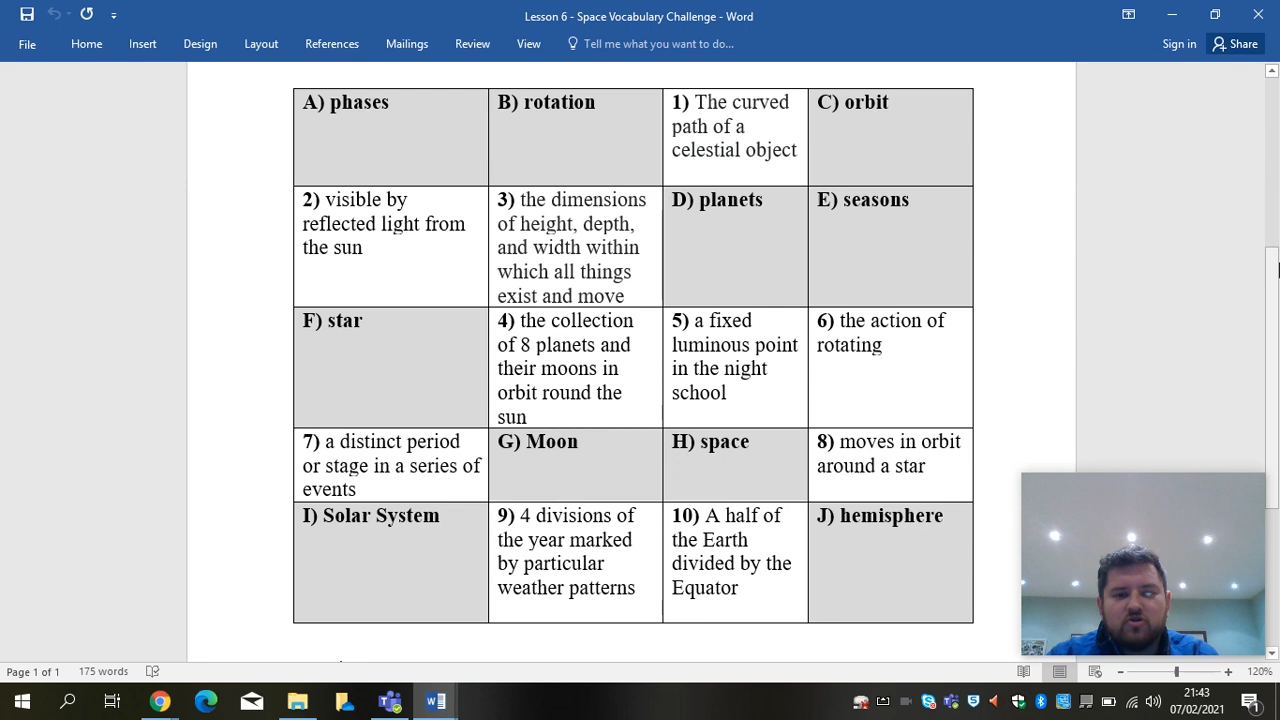 Lesson 6 - Space Vocabulary Challenge - Word
File Home Insert Design Layout References Mailings Review View Tell me what you want to do... Sign in Share
A) phases
B) rotation
1) The curved
path of a
celestial object
C) orbit
2) visible by
reflected light from
the sun
3) the dimensions
of height, depth,
and width within
which all things
exist and move
D) planets
E) seasons
F) star
4) the collection
of 8 planets and
their moons in
orbit round the
sun
5) a fixed
luminous point
in the night
school
6) the action of
rotating
7) a distinct period
or stage in a series of
events
G) Moon
H) space
8) moves in orbit
around a star
I) Solar System
9) 4 divisions of
the year marked
by particular
weather patterns
10) A half of
the Earth
divided by the
Equator
J) hemisphere
Page 1 of 1 175 words 120%
21:43
07/02/2021